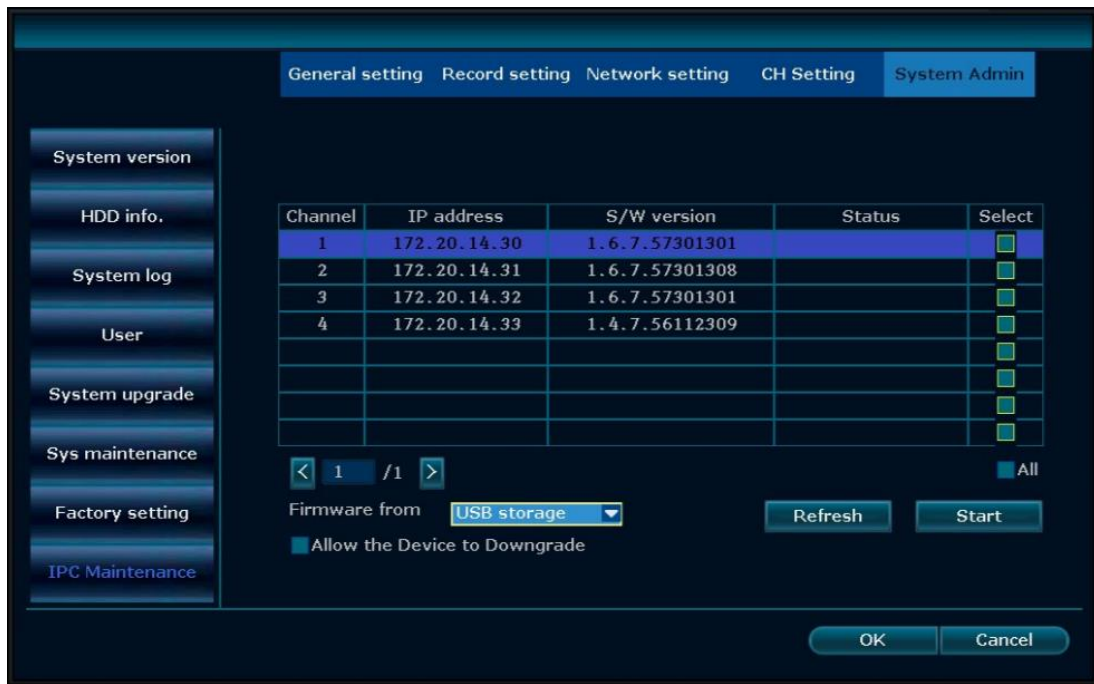 General setting Record setting Network setting CH Setting System Admin
System version
HDD info.
System log
User
System upgrade
Sys maintenance
Factory setting
IPC Maintenance
Channel IP address S/W version Status Select
1 172.20.14.30 1.6.7.57301301
2 172.20.14.31 1.6.7.57301308
3 172.20.14.32 1.6.7.57301301
4 172.20.14.33 1.4.7.56112309
< 1 /1 > All
Firmware from USB storage Refresh Start
Allow the Device to Downgrade
OK Cancel